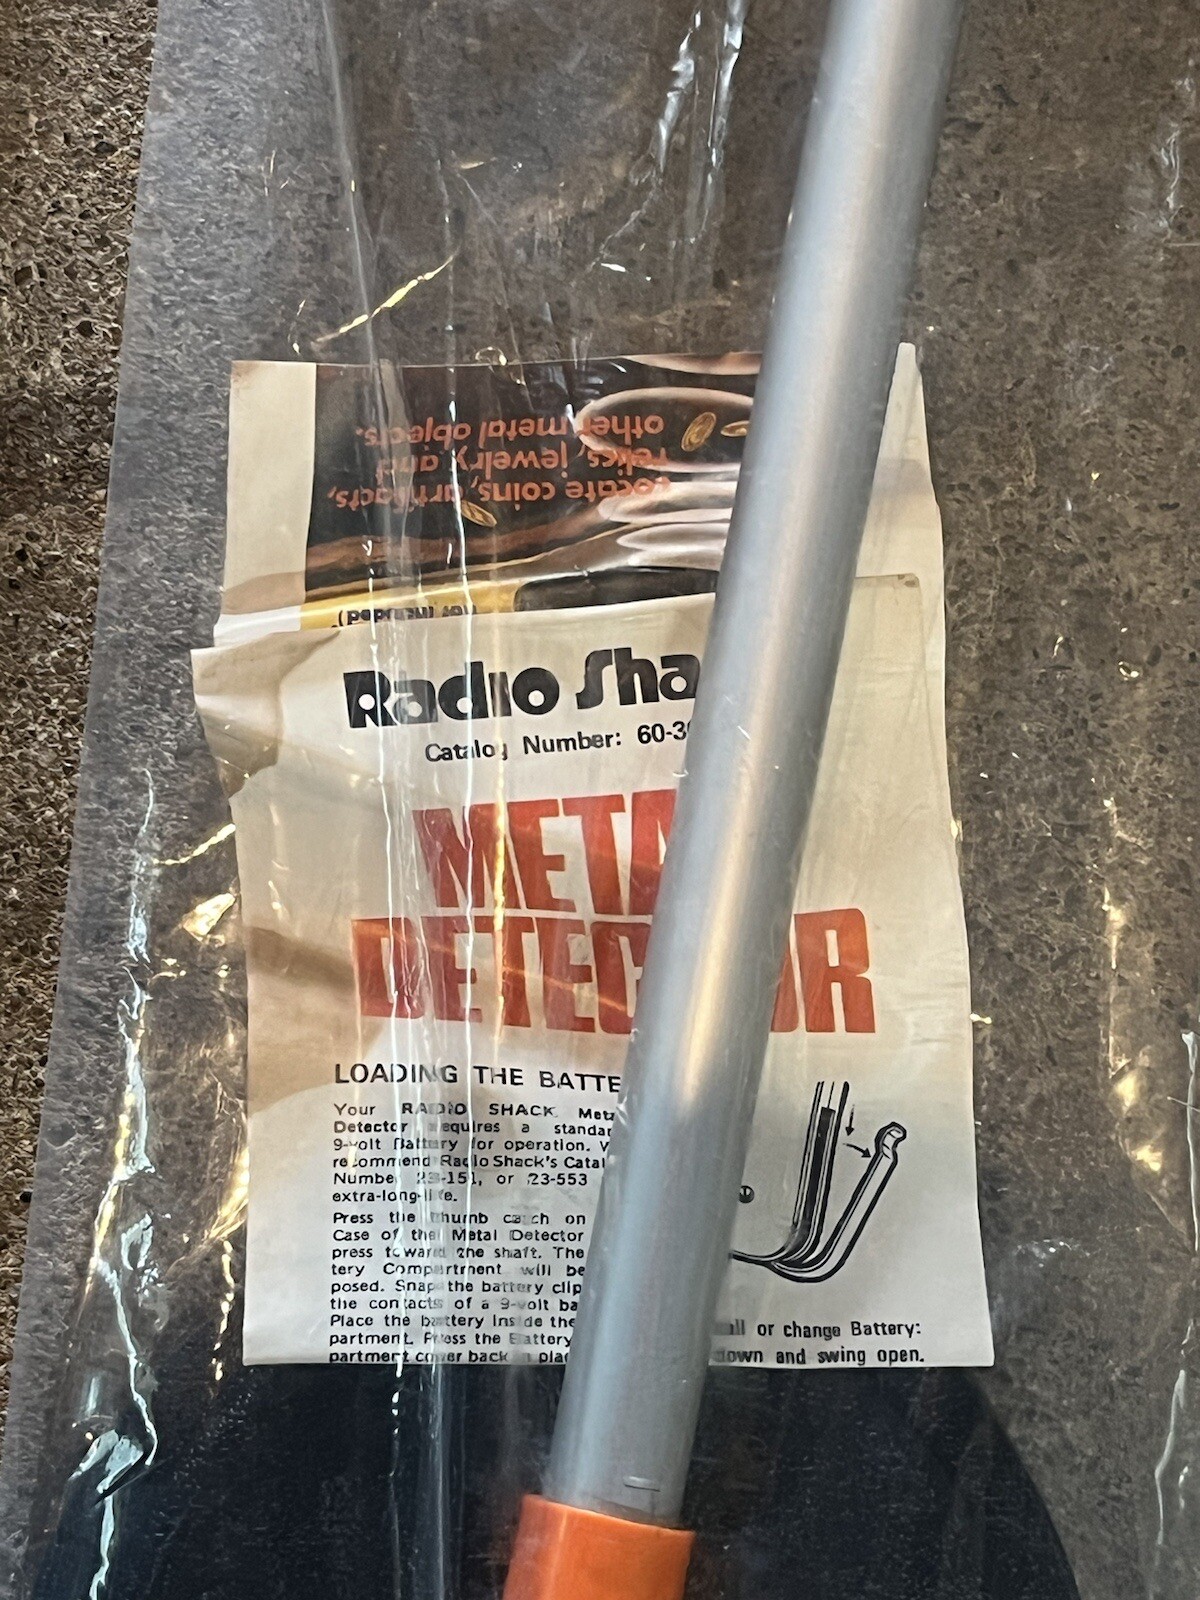 Locate coins, artifacts,
relics, jewelry and
other metal objects.
Radio Sha
Catalog Number: 60-3
META
DETEC OR
LOADING THE BATTE
Your RADIO SHACK Meta
Detector requires a standar
9-volt Battery for operation. W
recommend Radio Shack's Catal
Number 23-151, or 23-553
extra-long-life.
Press the thumb catch on
Case of the Metal Detector
press toward the shaft. The
tery Compartment will be
posed. Snap the battery clip
the contacts of a 9-volt ba
Place the battery inside the
partment. Press the Battery
partment cover back in plac
all or change Battery:
down and swing open.